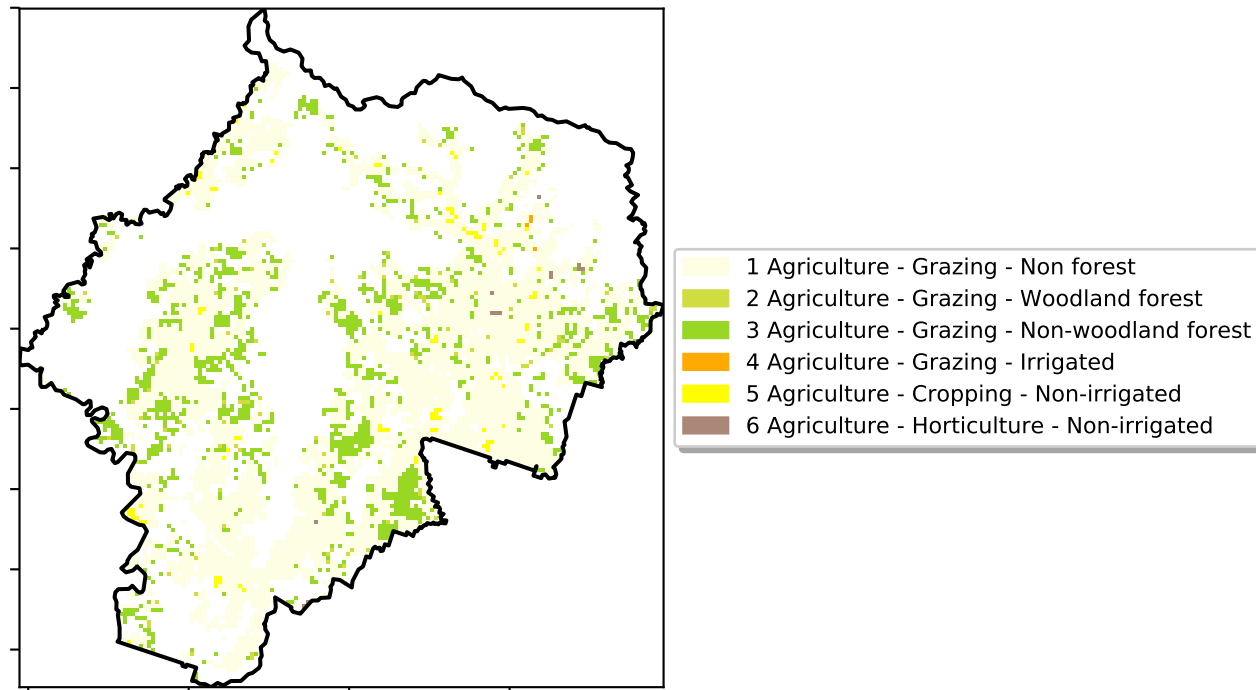 1 Agriculture - Grazing - Non forest
2 Agriculture - Grazing - Woodland forest
3 Agriculture - Grazing - Non-woodland forest
4 Agriculture - Grazing - Irrigated
5 Agriculture - Cropping - Non-irrigated
6 Agriculture - Horticulture - Non-irrigated